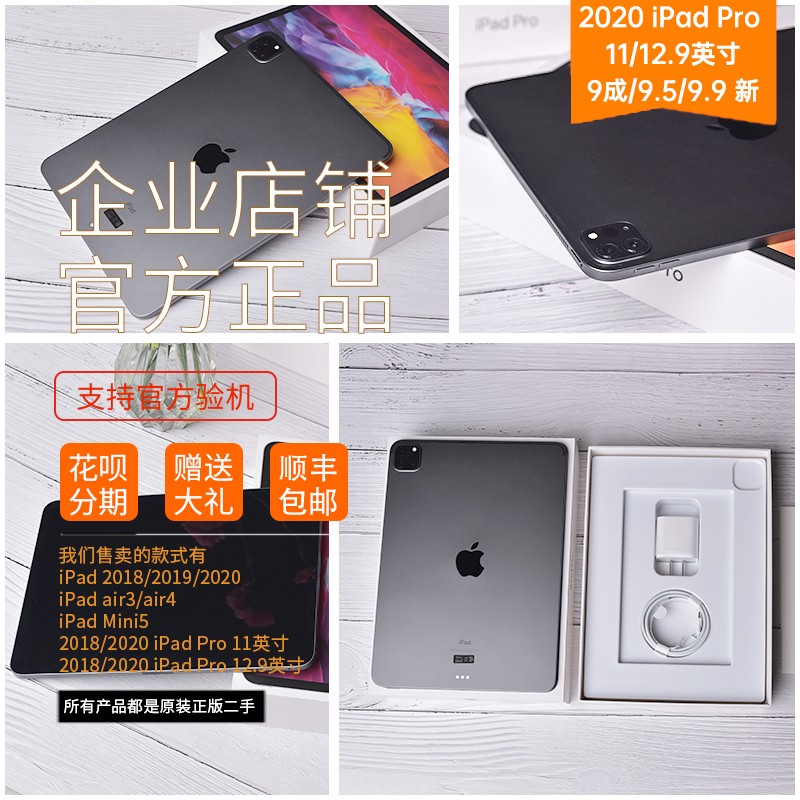 iPad Pro
2020 iPad Pro
11/12.9英寸
9成/9.5/9.9 新
企业店铺
官方正品
iPad
支持官方验机
花呗
分期
赠送
大礼
顺丰
包邮
我们售卖的款式有
iPad 2018/2019/2020
iPad air3/air4
iPad Mini5
2018/2020 iPad Pro 11英寸
2018/2020 iPad Pro 12.9英寸
所有产品都是原装正版二手
iPad